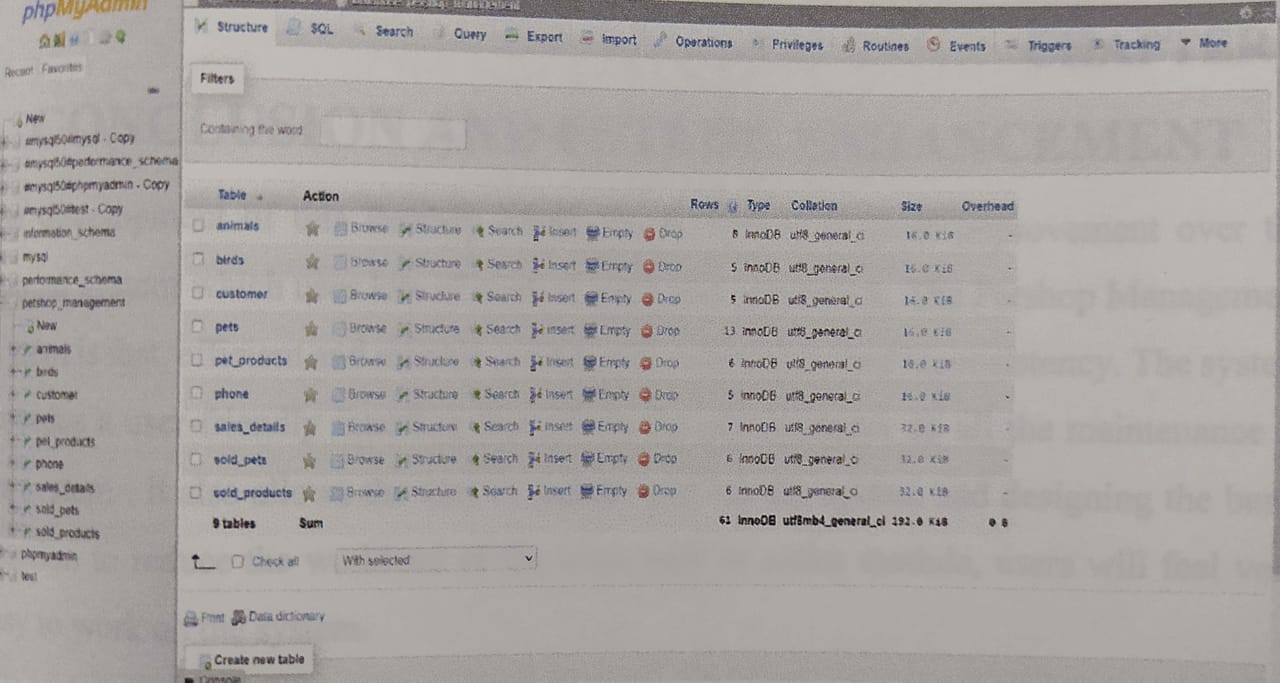 phpMyAdmin
Recent Favorites
New
#mysql50#mysql - Copy
#mysql50#performance_schema
#mysql50#phpmyadmin - Copy
#mysql50#test - Copy
information_schema
mysql
performance_schema
petshop_management
New
animals
birds
customer
pets
pet_products
phone
sales_details
sold_pets
sold_products
phpmyadmin
test
Structure SQL Search Query Export Import Operations Privileges Routines Events Triggers Tracking More
Filters
Containing the word
Table Action Rows Type Collation Size Overhead
animals Browse Structure Search Insert Empty Drop 8 InnoDB utf8_general_ci 16.0 KiB -
birds Browse Structure Search Insert Empty Drop 5 InnoDB utf8_general_ci 16.0 KiB -
customer Browse Structure Search Insert Empty Drop 5 InnoDB utf8_general_ci 16.0 KiB -
pets Browse Structure Search Insert Empty Drop 13 InnoDB utf8_general_ci 16.0 KiB -
pet_products Browse Structure Search Insert Empty Drop 6 InnoDB utf8_general_ci 16.0 KiB -
phone Browse Structure Search Insert Empty Drop 5 InnoDB utf8_general_ci 16.0 KiB -
sales_details Browse Structure Search Insert Empty Drop 7 InnoDB utf8_general_ci 32.0 KiB -
sold_pets Browse Structure Search Insert Empty Drop 6 InnoDB utf8_general_ci 32.0 KiB -
sold_products Browse Structure Search Insert Empty Drop 6 InnoDB utf8_general_ci 32.0 KiB -
9 tables Sum 61 InnoDB utf8mb4_general_ci 192.0 KiB 0 B
Check all With selected
Print Data dictionary
Create new table
Console